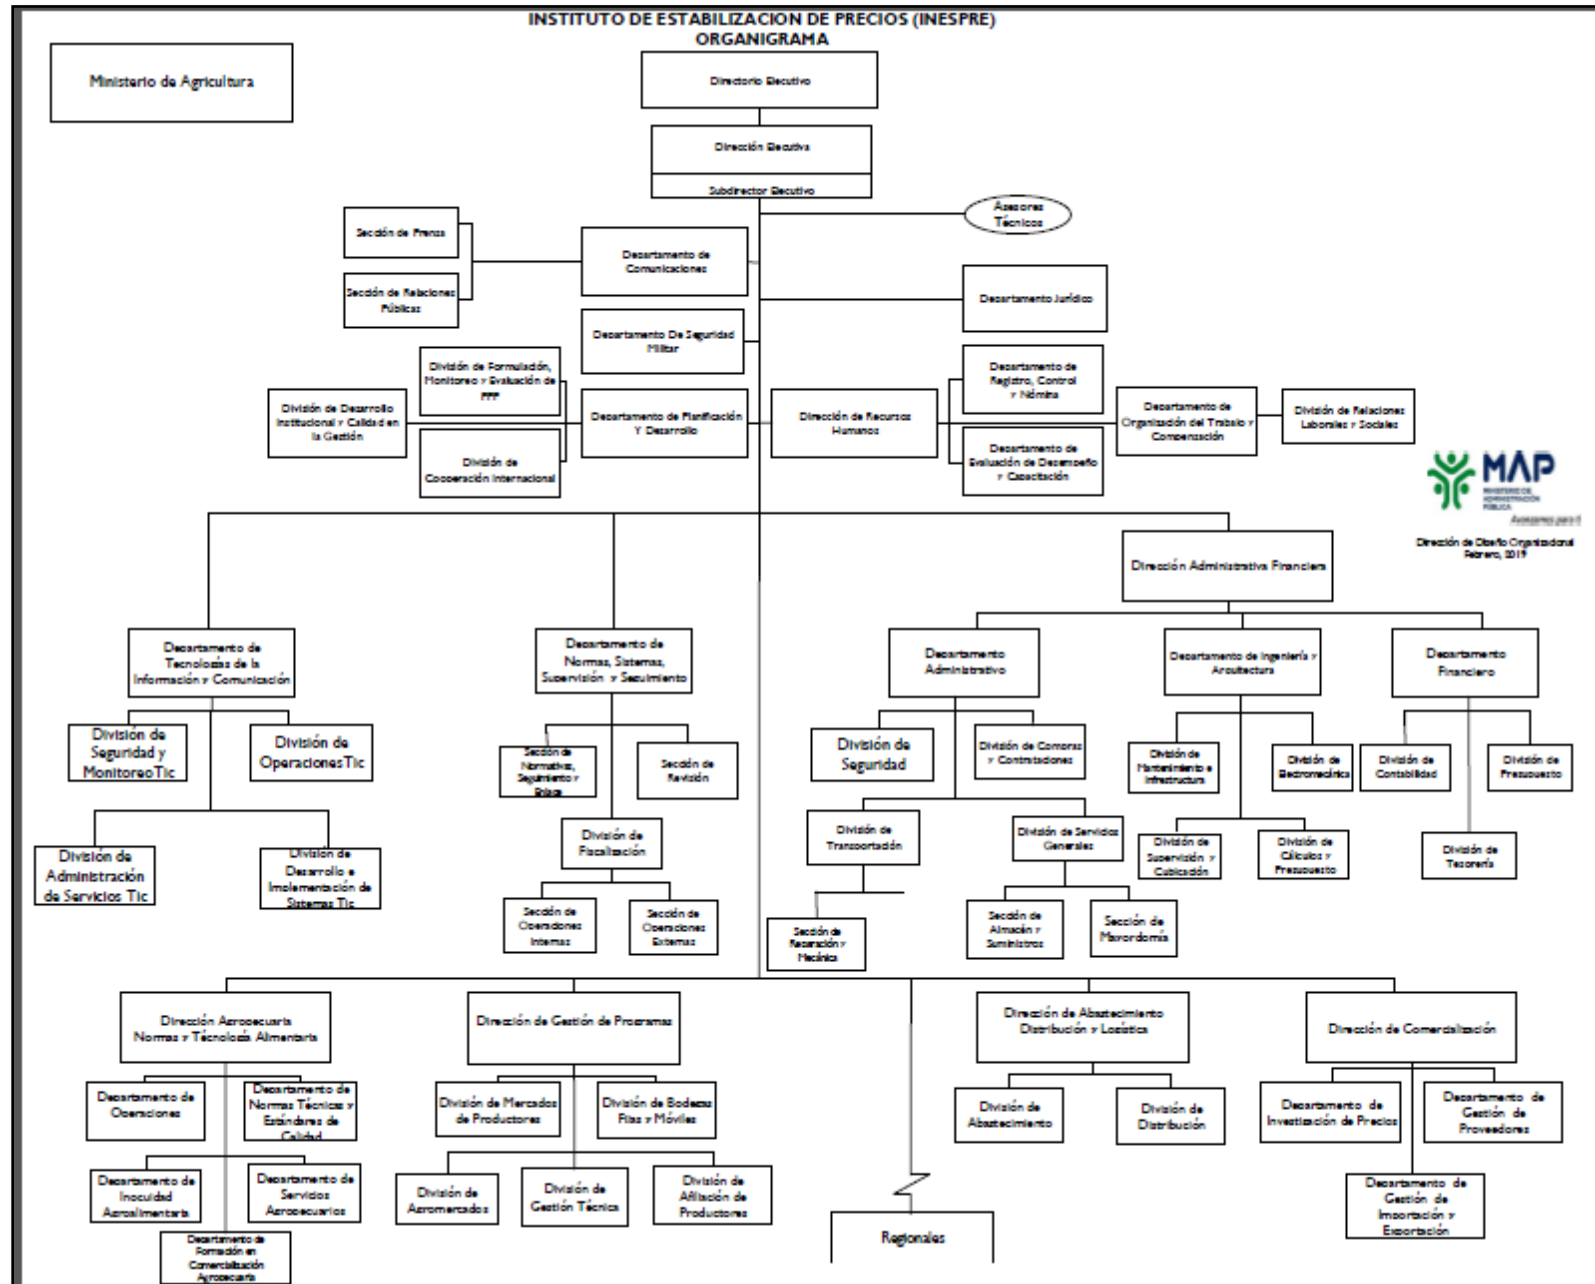 INSTITUTO DE ESTABILIZACION DE PRECIOS (INESPRE)
ORGANIGRAMA
Ministerio de Agricultura
Directorio Ejecutivo
Dirección Ejecutiva
Subdirector Ejecutivo
Asesores
Técnicos
Sección de Prensa
Departamento de
Comunicaciones
Sección de Relaciones
Públicas
Departamento Jurídico
Departamento De Seguridad
Militar
División de Formulación,
Monitoreo y Evaluación de
PPP
División de Desarrollo
Institucional y Calidad en
la Gestión
División de
Cooperación Internacional
Departamento de Planificación
Y Desarrollo
Dirección de Recursos
Humanos
Departamento de
Registro, Control
y Nómina
Departamento de
Organización del Trabajo y
Compensación
División de Relaciones
Laborales y Sociales
Departamento de
Evaluación de Desempeño
y Capacitación
MAP
MINISTERIO DE
ADMINISTRACIÓN
PÚBLICA
Avanzamos para ti
Dirección de Diseño Organizacional
Febrero, 2019
Dirección Administrativa Financiera
Departamento de
Tecnologías de la
Información y Comunicación
Departamento de
Normas, Sistemas,
Supervisión y Seguimiento
Departamento
Administrativo
Departamento de Ingeniería y
Arquitectura
Departamento
Financiero
División de
Seguridad y
Monitoreo Tic
División de
Operaciones Tic
Sección de
Normativas,
Seguimiento y
Enlace
Sección de
Revisión
División de
Seguridad
División de Compras
y Contrataciones
División de
Mantenimiento e
Infrastructura
División de
Electromecánica
División de
Contabilidad
División de
Presupuesto
División de
Administración
de Servicios Tic
División de
Desarrollo e
Implementación de
Sistemas Tic
División de
Fiscalización
División de
Transportación
División de Servicios
Generales
División de
Supervisión y
Cubicación
División de
Cálculos y
Presupuesto
División de
Tesorería
Sección de
Operaciones
Internas
Sección de
Operaciones
Externas
Sección de
Reparación y
Mecánica
Sección de
Almacén y
Suministros
Sección de
Mayordomía
Dirección Agropecuaria
Normas y Técnología Alimentaria
Dirección de Gestión de Programas
Dirección de Abastecimiento
Distribución y Logística
Dirección de Comercialización
Departamento de
Operaciones
Departamento de
Normas Técnicas y
Estándares de
Calidad
División de Mercados
de Productores
División de Bodegas
Fijas y Móviles
División de
Abastecimiento
División de
Distribución
Departamento de
Investigación de Precios
Departamento de
Gestión de
Proveedores
Departamento de
Inocuidad
Agroalimentaria
Departamento de
Servicios
Agropecuarios
División de
Agromercados
División de
Gestión Técnica
División de
Afiliación de
Productores
Departamento de
Gestión de
Importación y
Exportación
Departamento de
Formación en
Comercialización
Agropecuaria
Regionales